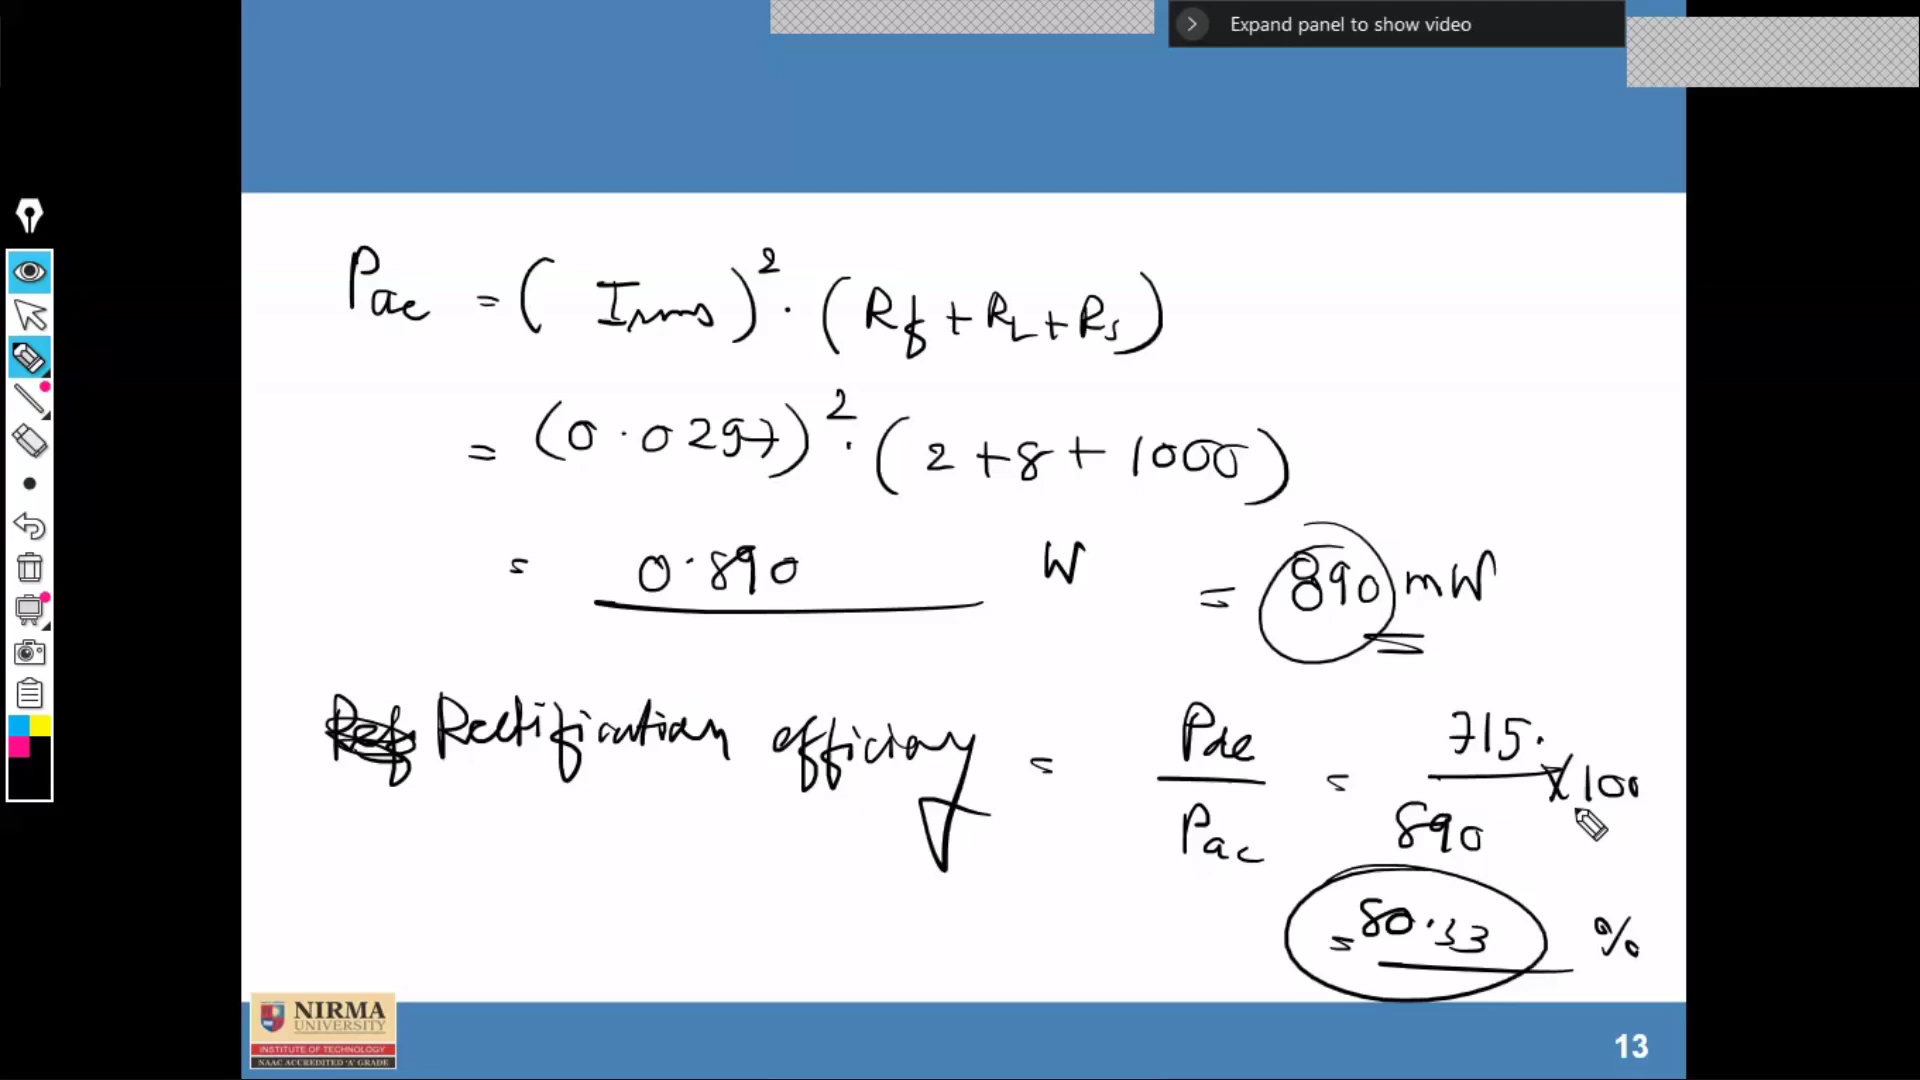 Expand panel to show video
Pac = (Irms)² · (Rf + RL + Rs)
= (0.0297)² · (2 + 8 + 1000)
= 0.890 W = 890 mW
Rectification efficiency = Pdc / Pac = 715. / 890 × 100
= 80.33 %
NIRMA
UNIVERSITY
INSTITUTE OF TECHNOLOGY
NAAC ACCREDITED 'A' GRADE
13